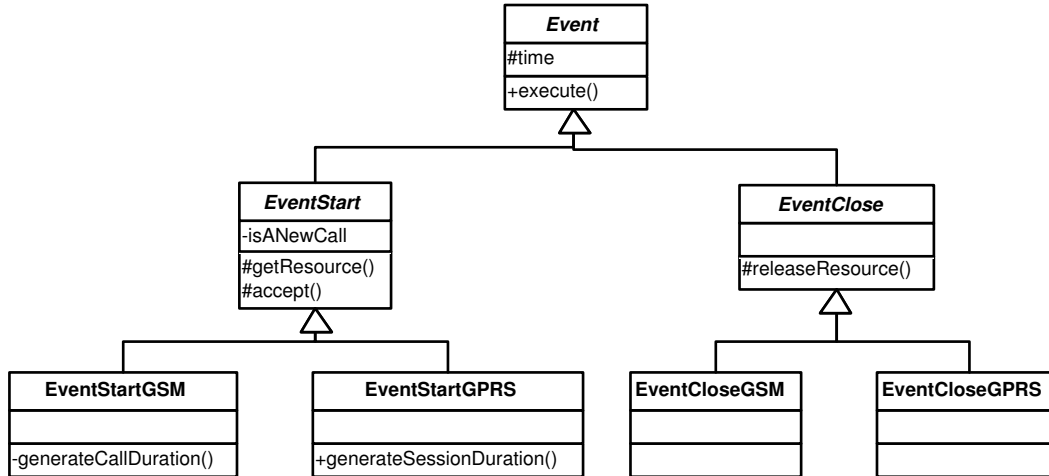 Event
#time
+execute()
EventStart
-isANewCall
#getResource()
#accept()
EventClose
#releaseResource()
EventStartGSM
-generateCallDuration()
EventStartGPRS
+generateSessionDuration()
EventCloseGSM
EventCloseGPRS